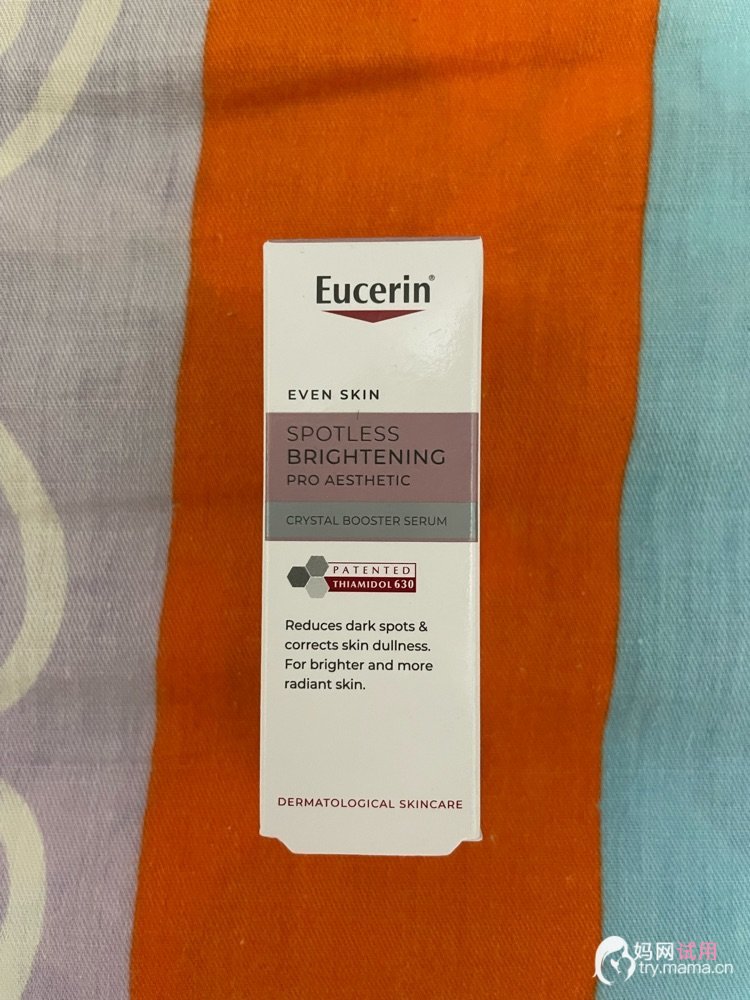 Eucerin®
EVEN SKIN
SPOTLESS
BRIGHTENING
PRO AESTHETIC
CRYSTAL BOOSTER SERUM
PATENTED
THIAMIDOL 630
Reduces dark spots &
corrects skin dullness.
For brighter and more
radiant skin.
DERMATOLOGICAL SKINCARE
妈网试用
try.mama.cn